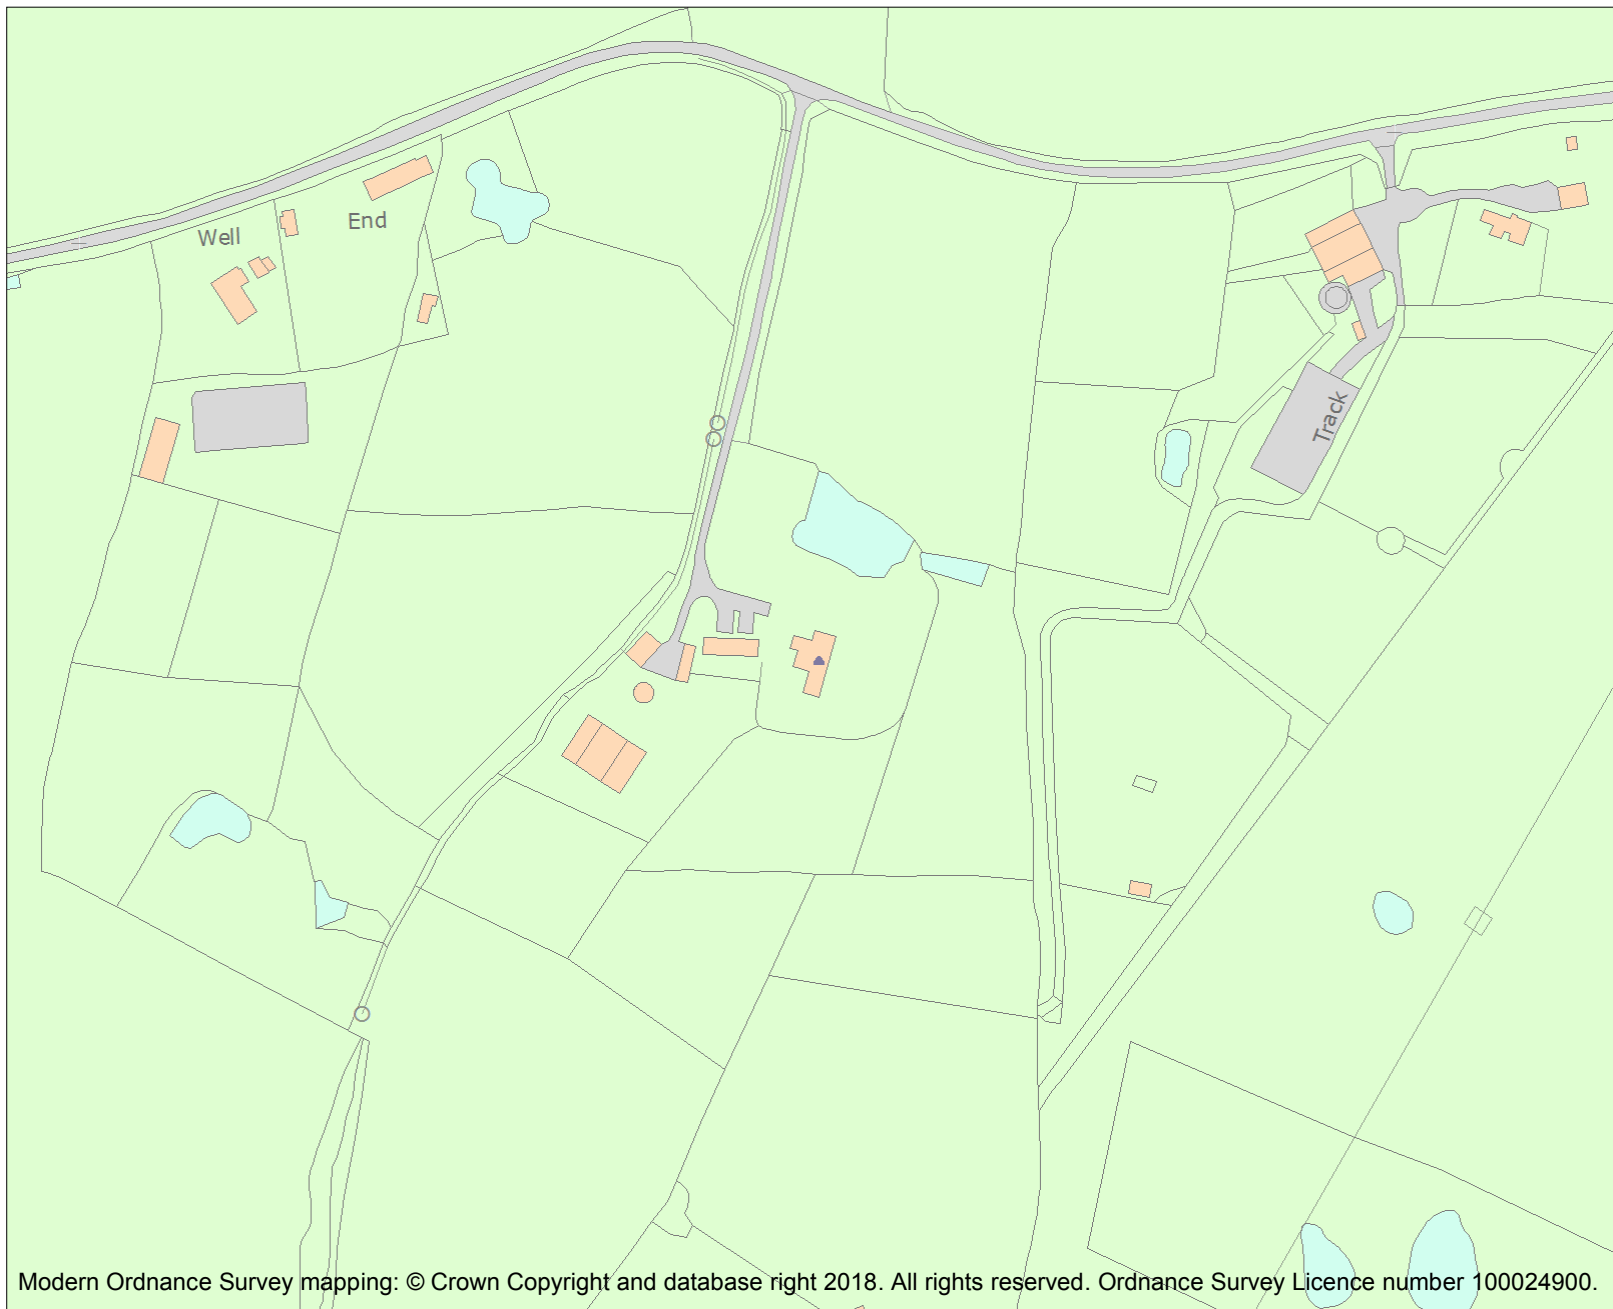 Well End
Track
Modern Ordnance Survey mapping: © Crown Copyright and database right 2018. All rights reserved. Ordnance Survey Licence number 100024900.